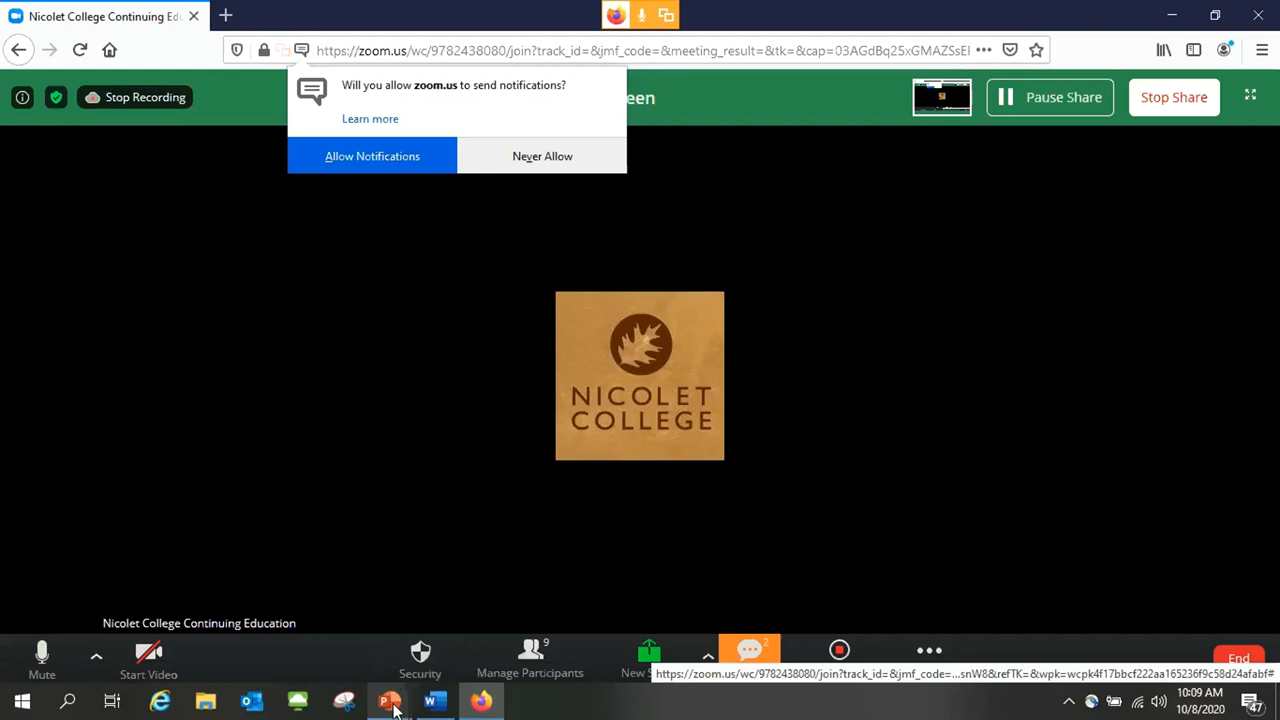 Nicolet College Continuing Ed
https://zoom.us/wc/9782438080/join?track_id=&jmf_code=&meeting_result=&tk=&cap=03AGdBq25xGMAZSsEI
Will you allow zoom.us to send notifications?
Learn more
Allow Notifications
Never Allow
Stop Recording
een
Pause Share
Stop Share
NICOLET
COLLEGE
Nicolet College Continuing Education
Mute
Start Video
Security
9
Manage Participants
New S
2
End
https://zoom.us/wc/9782438080/join?track_id=&jmf_code=...snW8&refTK=&wpk=wcpk4f17bbcf222aa165236f9c58d24afabf#
10:09 AM
10/8/2020
47